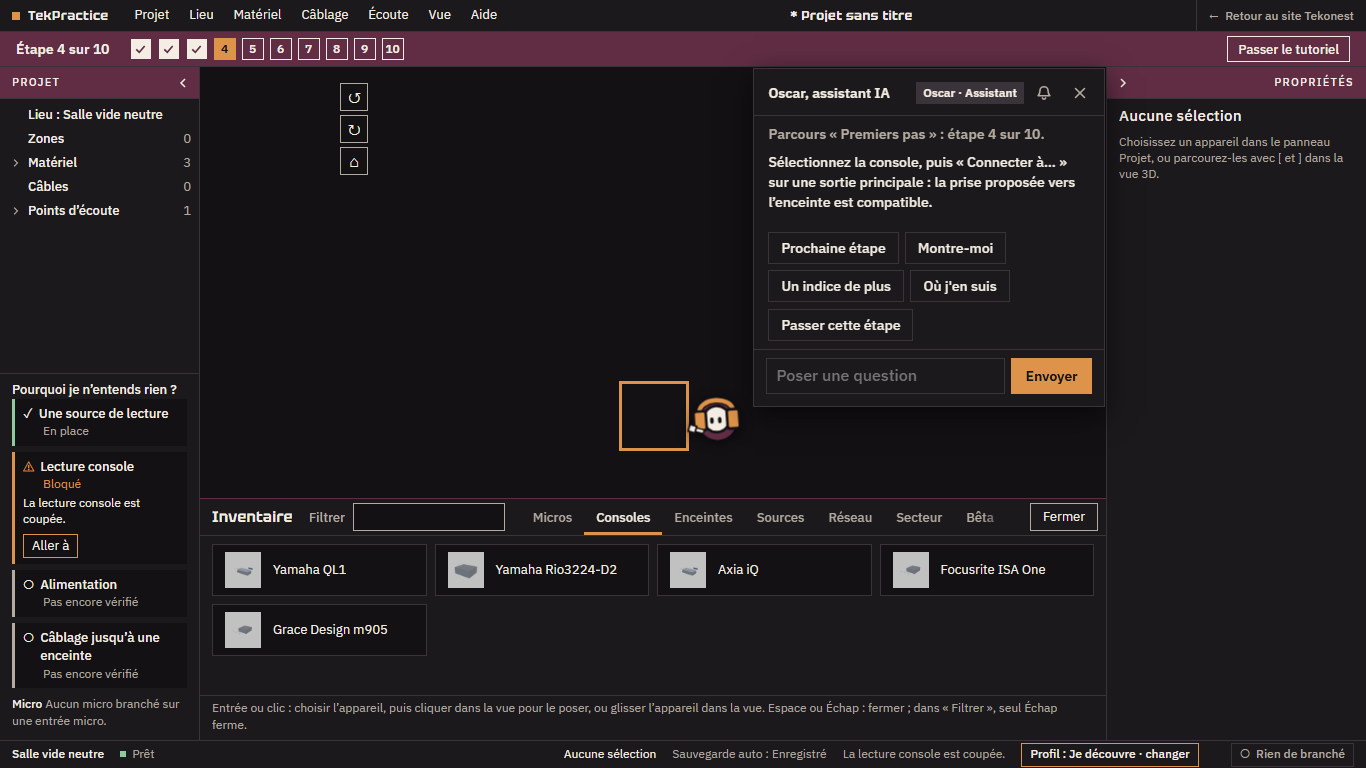 TekPractice Projet Lieu Matériel Câblage Écoute Vue Aide * Projet sans titre ← Retour au site Tekonest
Étape 4 sur 10 4 5 6 7 8 9 10 Passer le tutoriel
PROJET
Lieu : Salle vide neutre
Zones 0
Matériel 3
Câbles 0
Points d'écoute 1
Pourquoi je n'entends rien ?
✓ Une source de lecture
En place
⚠ Lecture console
Bloqué
La lecture console est
coupée.
Aller à
Alimentation
Pas encore vérifié
Câblage jusqu'à une
enceinte
Pas encore vérifié
Micro Aucun micro branché sur
une entrée micro.
Oscar, assistant IA Oscar · Assistant
Parcours « Premiers pas » : étape 4 sur 10.
Sélectionnez la console, puis « Connecter à… »
sur une sortie principale : la prise proposée vers
l'enceinte est compatible.
Prochaine étape Montre-moi
Un indice de plus Où j'en suis
Passer cette étape
Poser une question Envoyer
PROPRIÉTÉS
Aucune sélection
Choisissez un appareil dans le panneau
Projet, ou parcourez-les avec [ et ] dans la
vue 3D.
Inventaire Filtrer Micros Consoles Enceintes Sources Réseau Secteur Bêta Fermer
Yamaha QL1 Yamaha Rio3224-D2 Axia iQ Focusrite ISA One
Grace Design m905
Entrée ou clic : choisir l'appareil, puis cliquer dans la vue pour le poser, ou glisser l'appareil dans la vue. Espace ou Échap : fermer ; dans « Filtrer », seul Échap
ferme.
Salle vide neutre Prêt Aucune sélection Sauvegarde auto : Enregistré La lecture console est coupée. Profil : Je découvre · changer Rien de branché